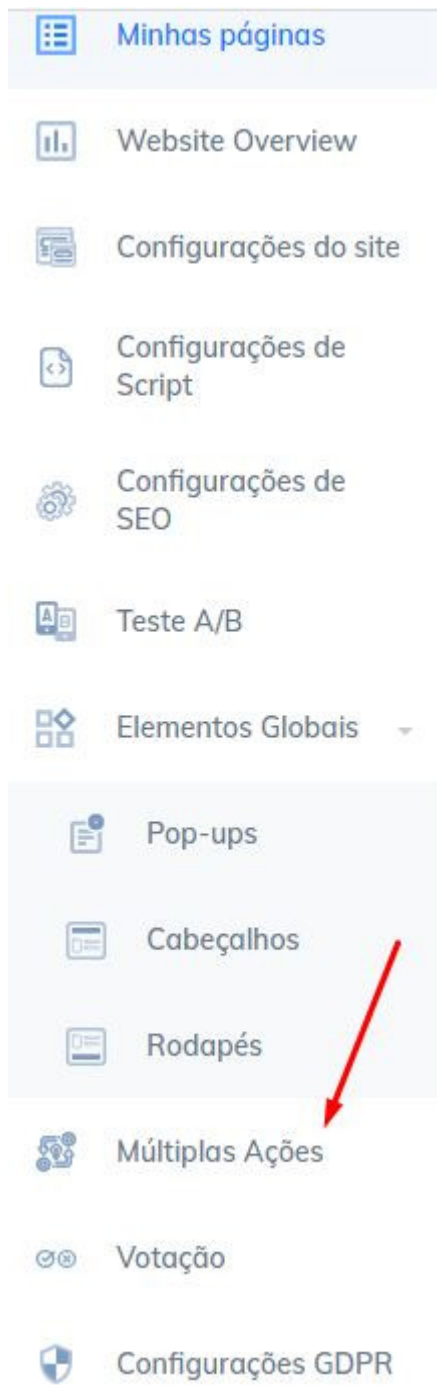 Minhas páginas
Website Overview
Configurações do site
Configurações de
Script
Configurações de
SEO
Teste A/B
Elementos Globais
Pop-ups
Cabeçalhos
Rodapés
Múltiplas Ações
Votação
Configurações GDPR